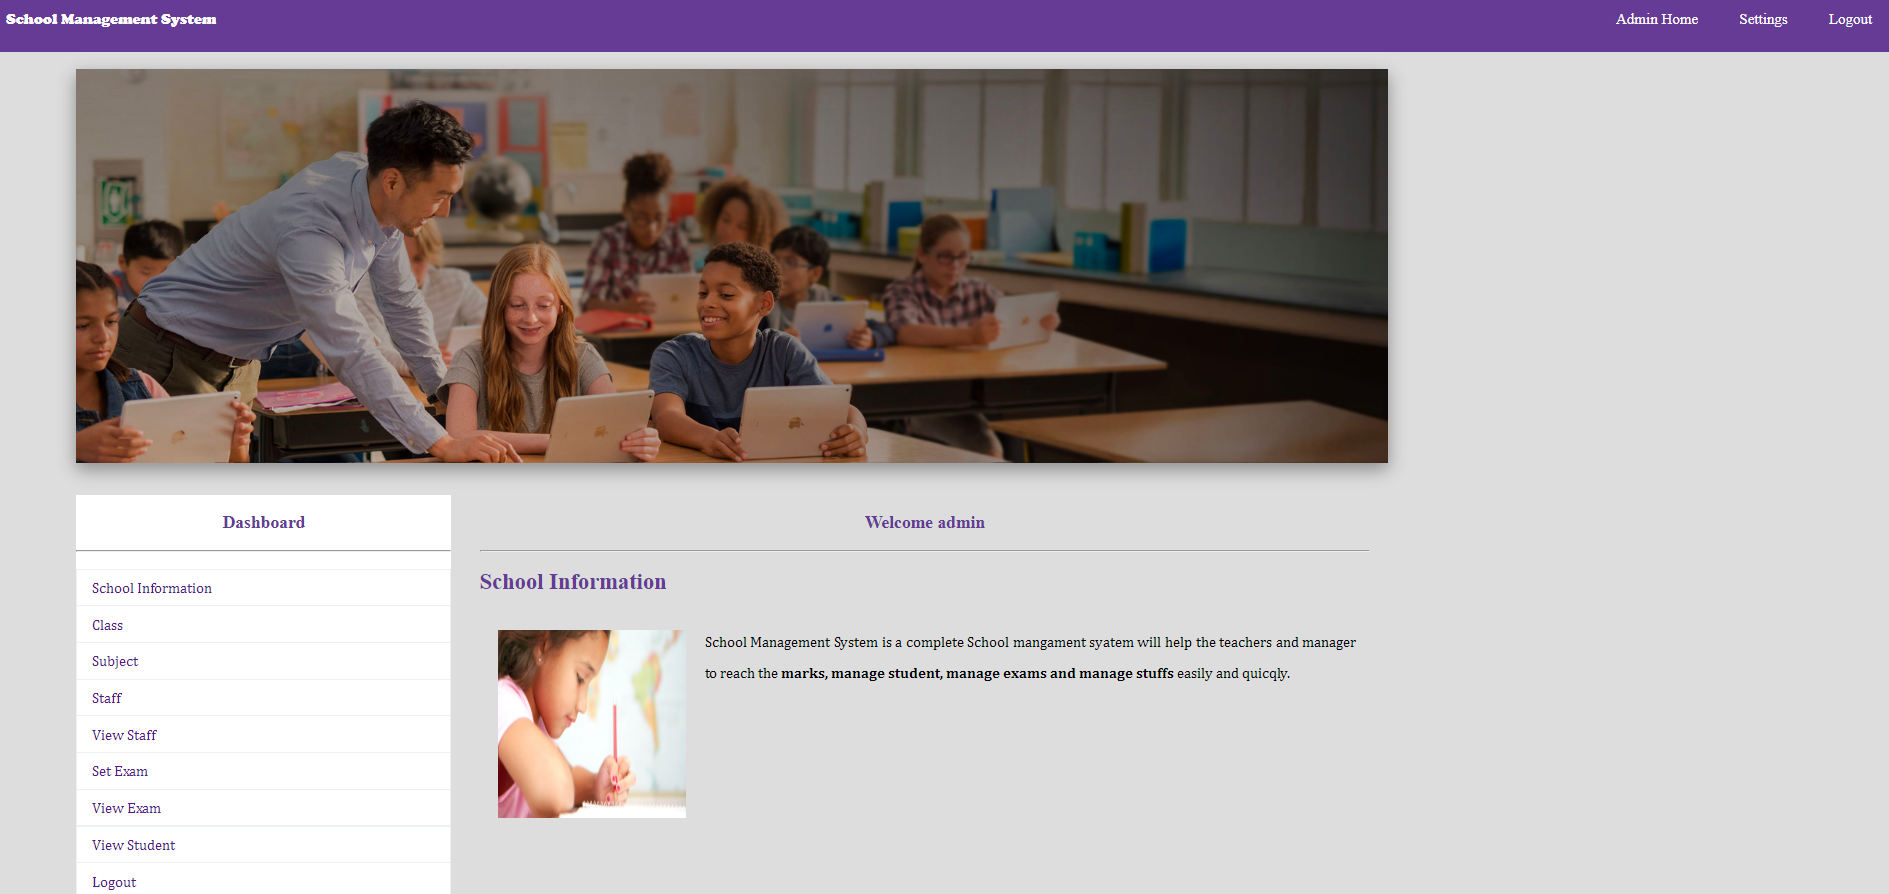 School Management System
Admin Home
Settings
Logout
Dashboard
School Information
Class
Subject
Staff
View Staff
Set Exam
View Exam
View Student
Logout
Welcome admin
School Information
School Management System is a complete School mangament syatem will help the teachers and manager
to reach the marks, manage student, manage exams and manage stuffs easily and quicqly.